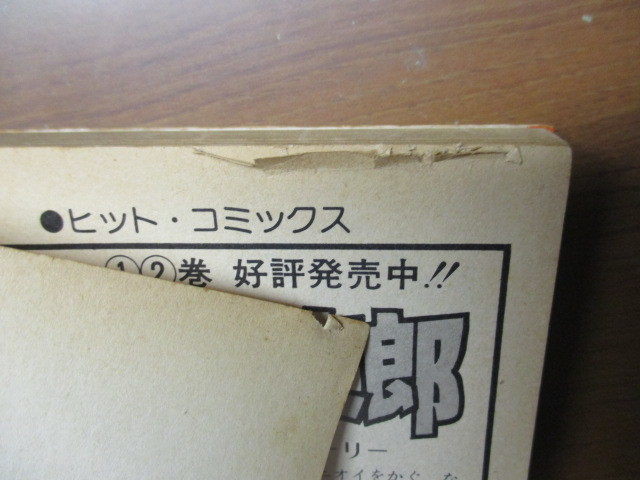 ●ヒット・コミックス
①②巻 好評発売中!!
郎
リー
オイをかぐ